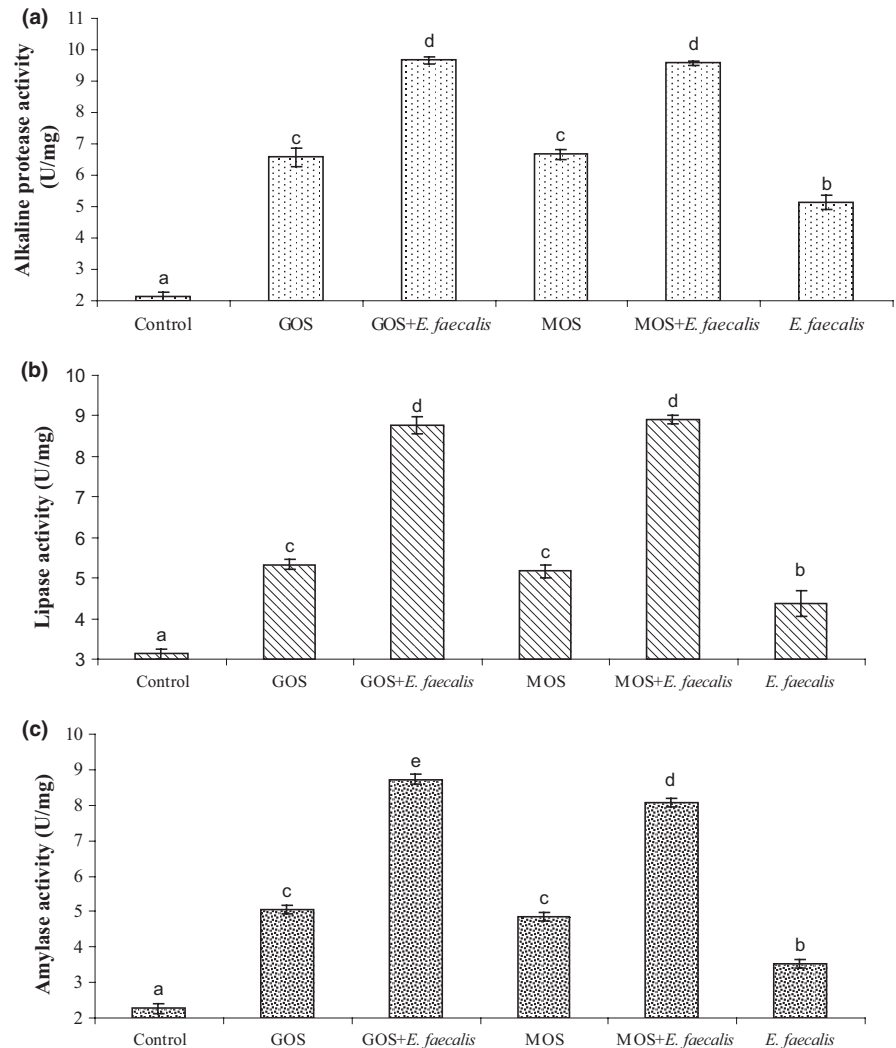 (a)
Alkaline protease activity
(U/mg)
11
10
9
8
7
6
5
4
3
2
a
c
d
c
d
b
Control GOS GOS+E. faecalis MOS MOS+E. faecalis E. faecalis
(b)
Lipase activity (U/mg)
10
9
8
7
6
5
4
3
a
c
d
c
d
b
Control GOS GOS+E. faecalis MOS MOS+E. faecalis E. faecalis
(c)
Amylase activity (U/mg)
10
9
8
7
6
5
4
3
2
a
c
e
c
d
b
Control GOS GOS+E. faecalis MOS MOS+E. faecalis E. faecalis